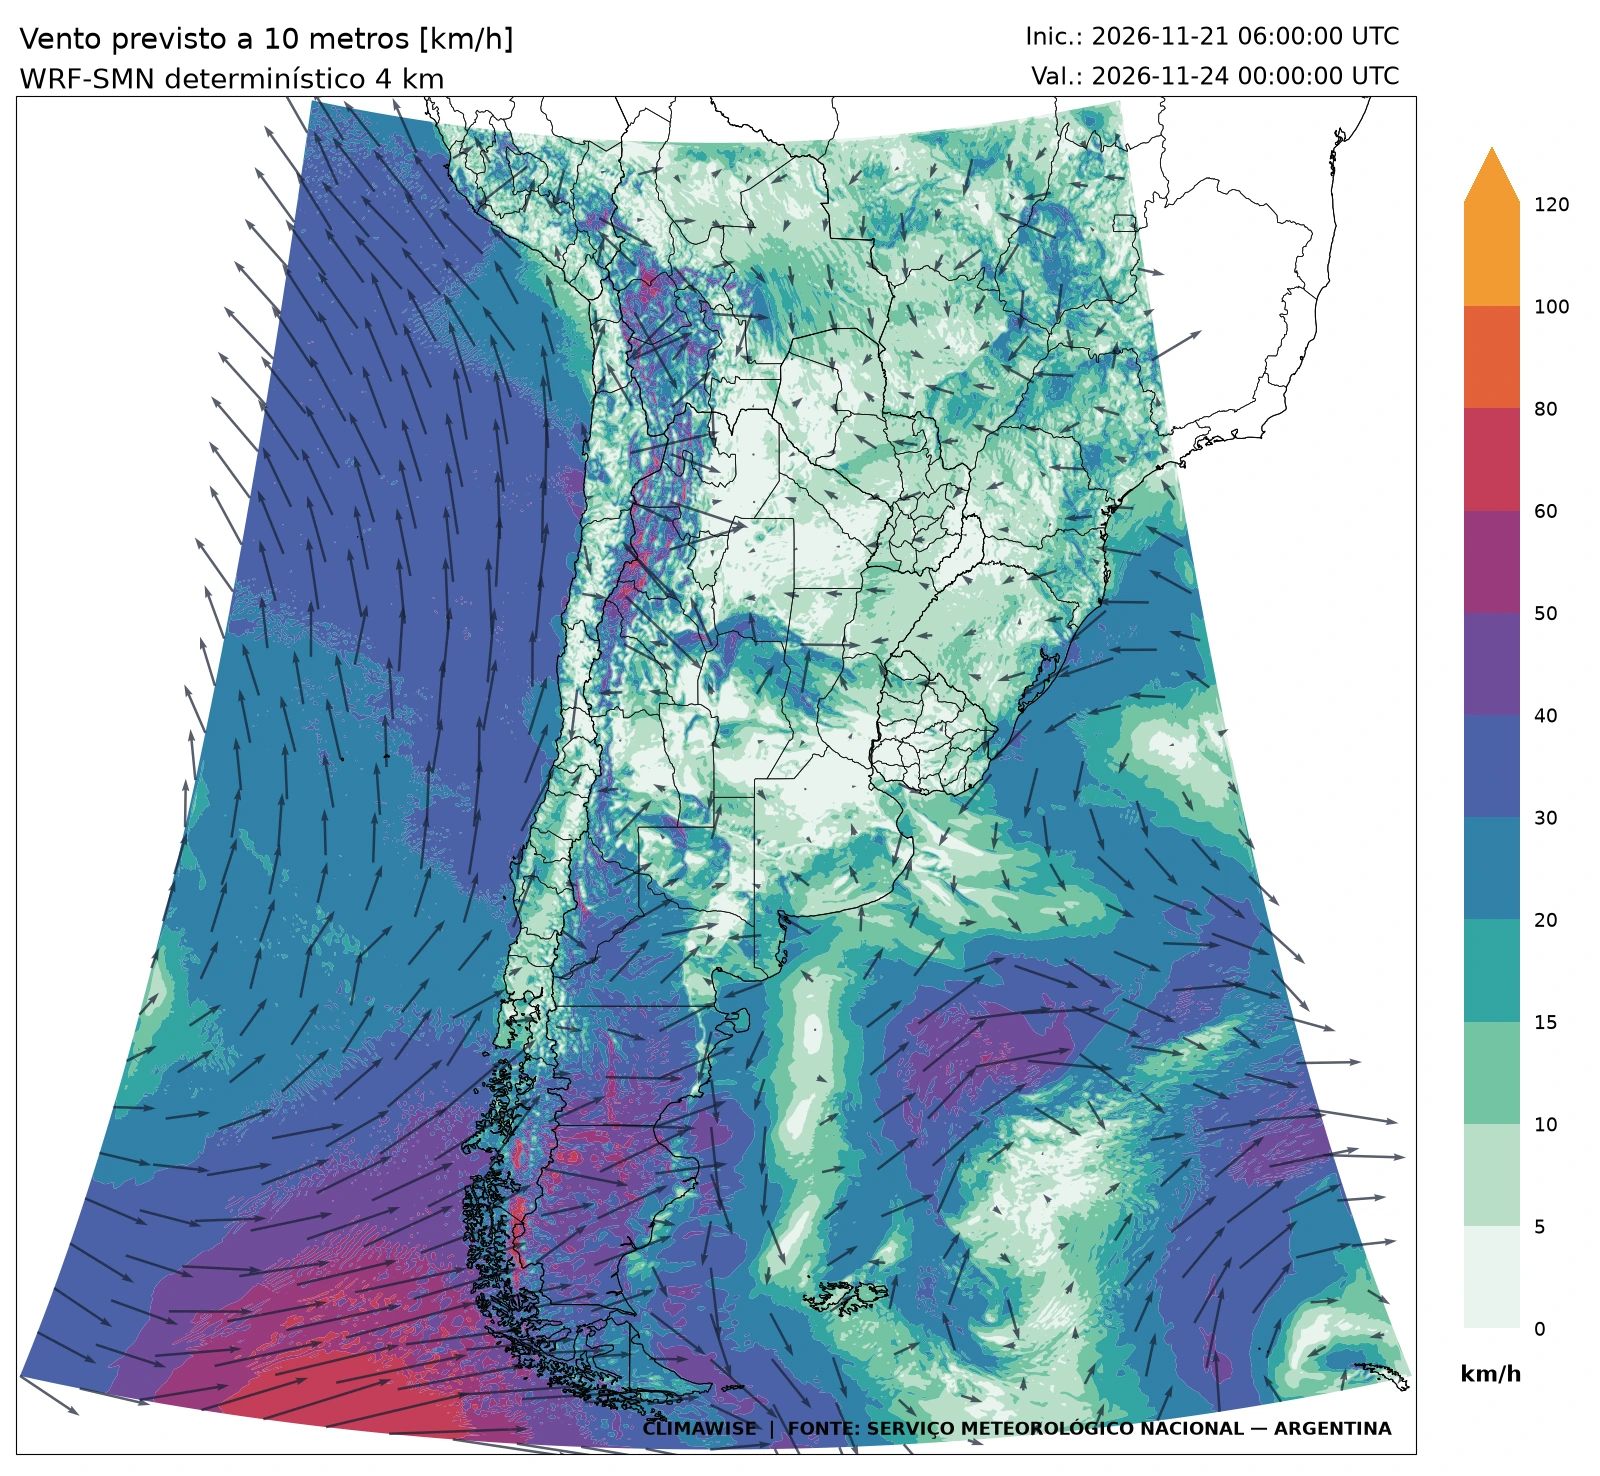 Vento previsto a 10 metros [km/h]
WRF-SMN determinístico 4 km
Inic.: 2026-11-21 06:00:00 UTC
Val.: 2026-11-24 00:00:00 UTC
120
100
80
60
50
40
30
20
15
10
5
0
km/h
CLIMAWISE | FONTE: SERVIÇO METEOROLÓGICO NACIONAL — ARGENTINA